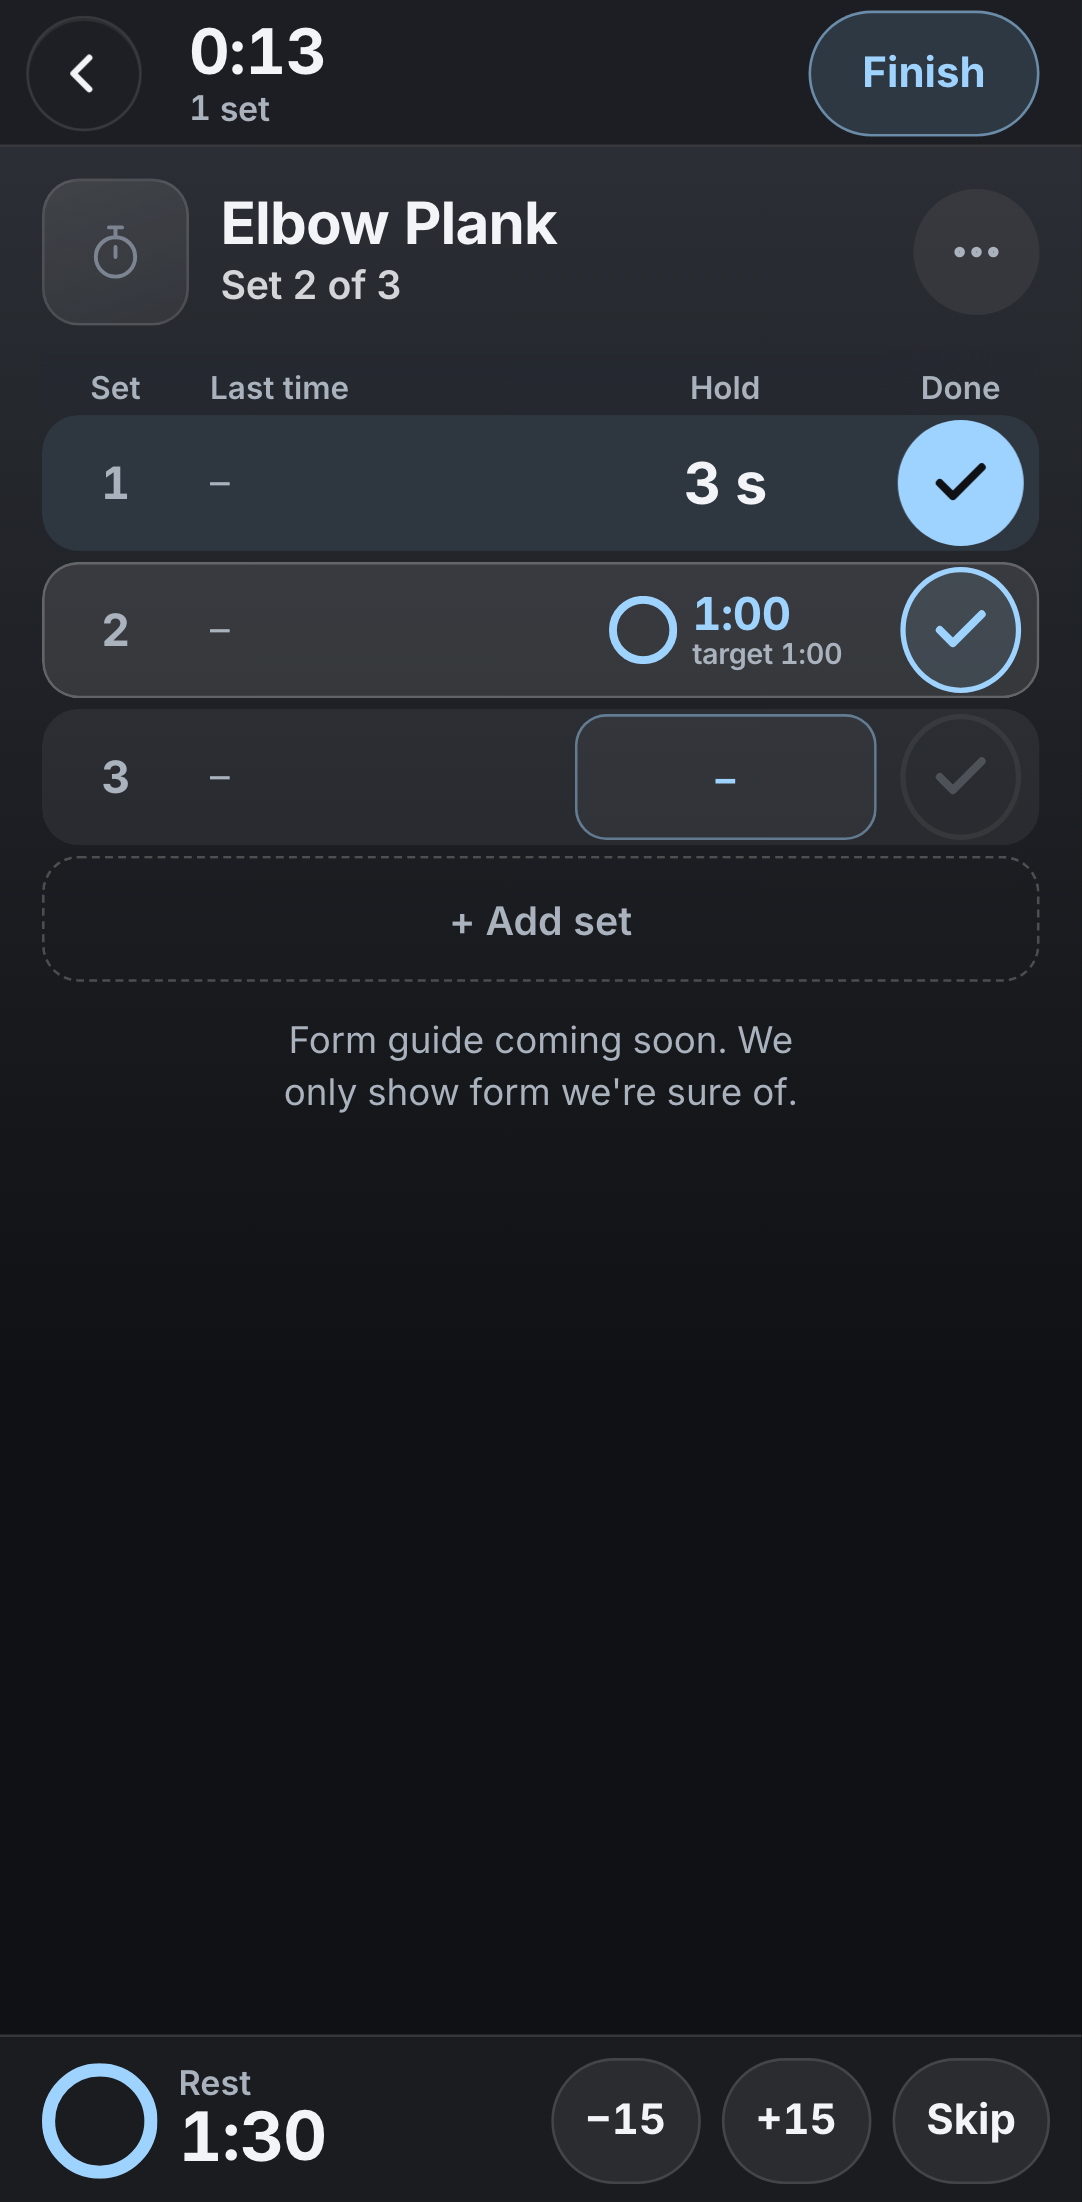 0:13
1 set
Finish
Elbow Plank
Set 2 of 3
Set Last time Hold Done
1 – 3 s
2 – 1:00
target 1:00
3 – –
+ Add set
Form guide coming soon. We
only show form we're sure of.
Rest
1:30
−15 +15 Skip